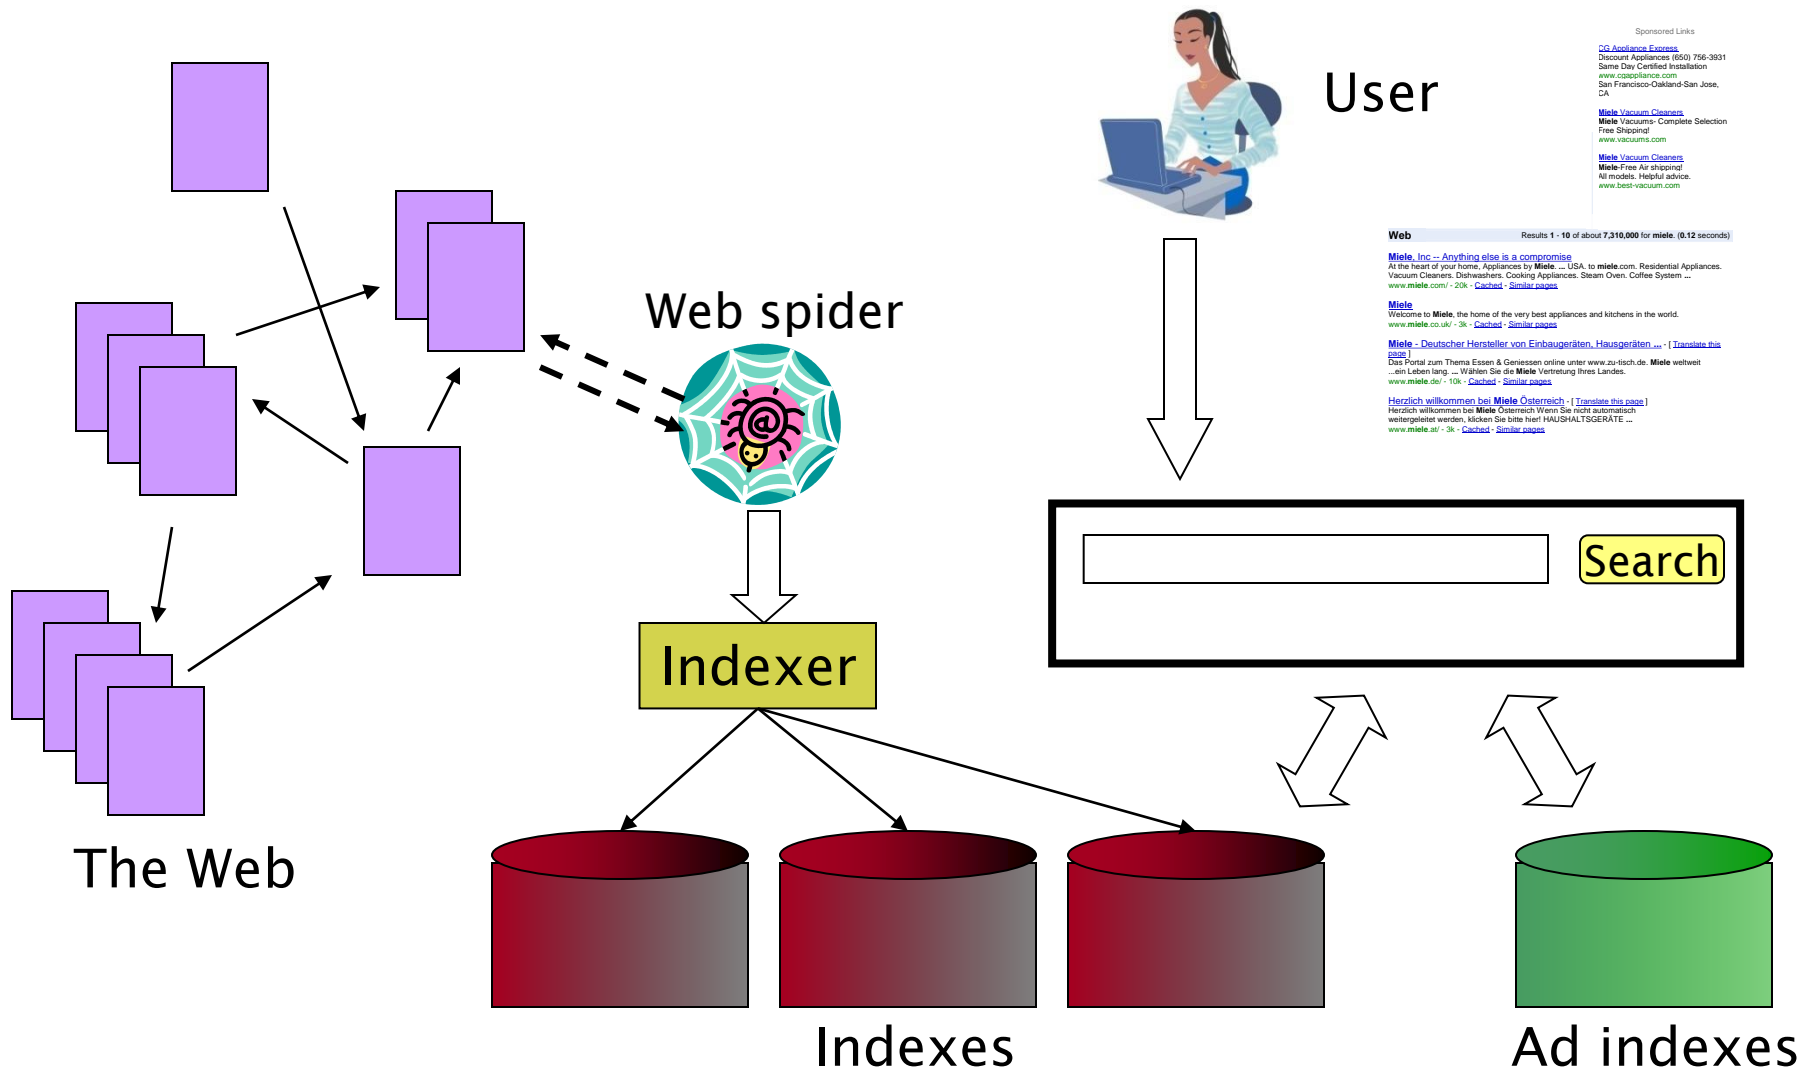 User
Sponsored Links
CG Appliance Express
Discount Appliances (650) 756-3931
Same Day Certified Installation
www.cgappliance.com
San Francisco-Oakland-San Jose,
CA
Miele Vacuum Cleaners
Miele Vacuums- Complete Selection
Free Shipping!
www.vacuums.com
Miele Vacuum Cleaners
Miele-Free Air shipping!
All models. Helpful advice.
www.best-vacuum.com
Web Results 1 - 10 of about 7,310,000 for miele. (0.12 seconds)
Miele, Inc -- Anything else is a compromise
At the heart of your home, Appliances by Miele. ... USA. to miele.com. Residential Appliances.
Vacuum Cleaners. Dishwashers. Cooking Appliances. Steam Oven. Coffee System ...
www.miele.com/ - 20k - Cached - Similar pages
Miele
Welcome to Miele, the home of the very best appliances and kitchens in the world.
www.miele.co.uk/ - 3k - Cached - Similar pages
Miele - Deutscher Hersteller von Einbaugeräten, Hausgeräten ... - [ Translate this
page ]
Das Portal zum Thema Essen & Geniessen online unter www.zu-tisch.de. Miele weltweit
...ein Leben lang. ... Wählen Sie die Miele Vertretung Ihres Landes.
www.miele.de/ - 10k - Cached - Similar pages
Herzlich willkommen bei Miele Österreich - [ Translate this page ]
Herzlich willkommen bei Miele Österreich Wenn Sie nicht automatisch
weitergeleitet werden, klicken Sie bitte hier! HAUSHALTSGERÄTE ...
www.miele.at/ - 3k - Cached - Similar pages
Web spider
@
Search
Indexer
The Web
Indexes
Ad indexes